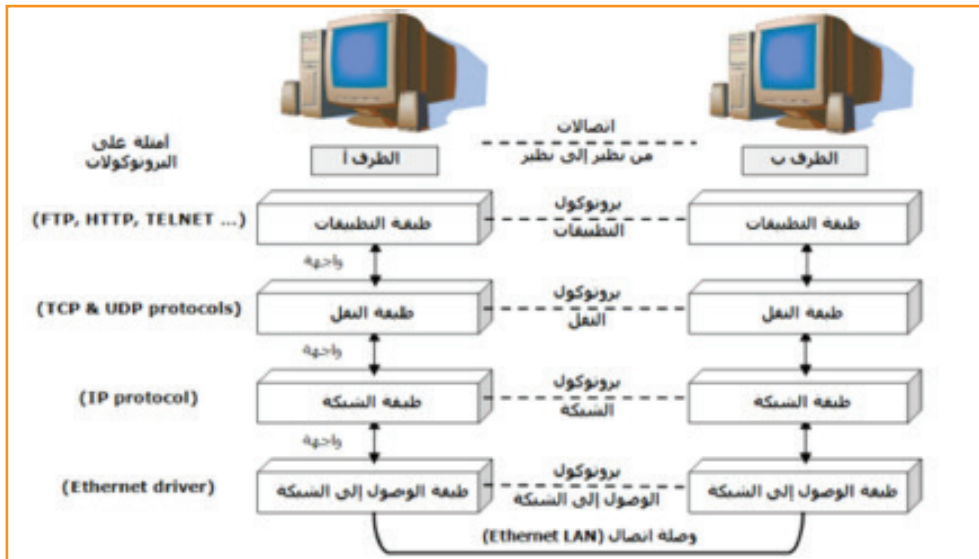 أمثلة على
البروتوكولات
اتصالات
من نظير إلى نظير
الطرف أ
الطرف ب
(FTP, HTTP, TELNET ...)
طبقة التطبيقات
بروتوكول
التطبيقات
طبقة التطبيقات
واجهة
(TCP & UDP protocols)
طبقة النقل
بروتوكول
النقل
طبقة النقل
واجهة
(IP protocol)
طبقة الشبكة
بروتوكول
الشبكة
طبقة الشبكة
واجهة
(Ethernet driver)
طبقة الوصول إلى الشبكة
بروتوكول
الوصول إلى الشبكة
طبقة الوصول إلى الشبكة
وصلة اتصال (Ethernet LAN)